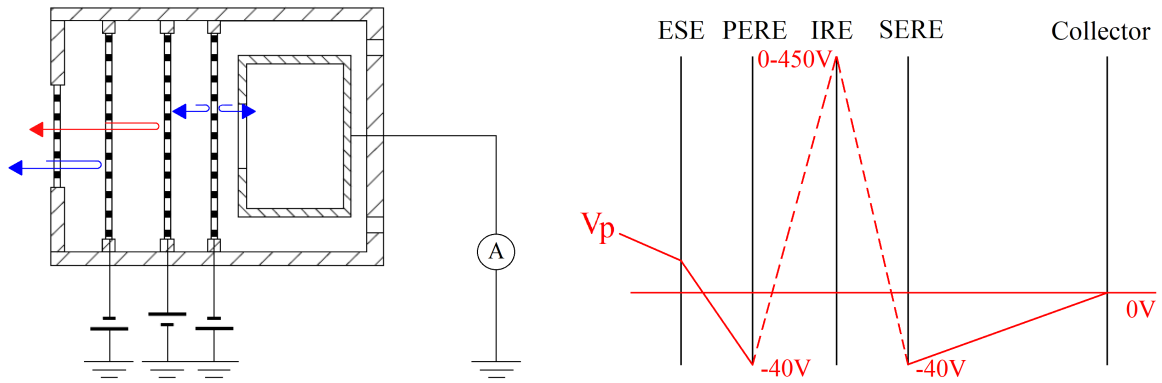 A
ESE PERE IRE SERE Collector
0-450V
Vp
0V
-40V -40V